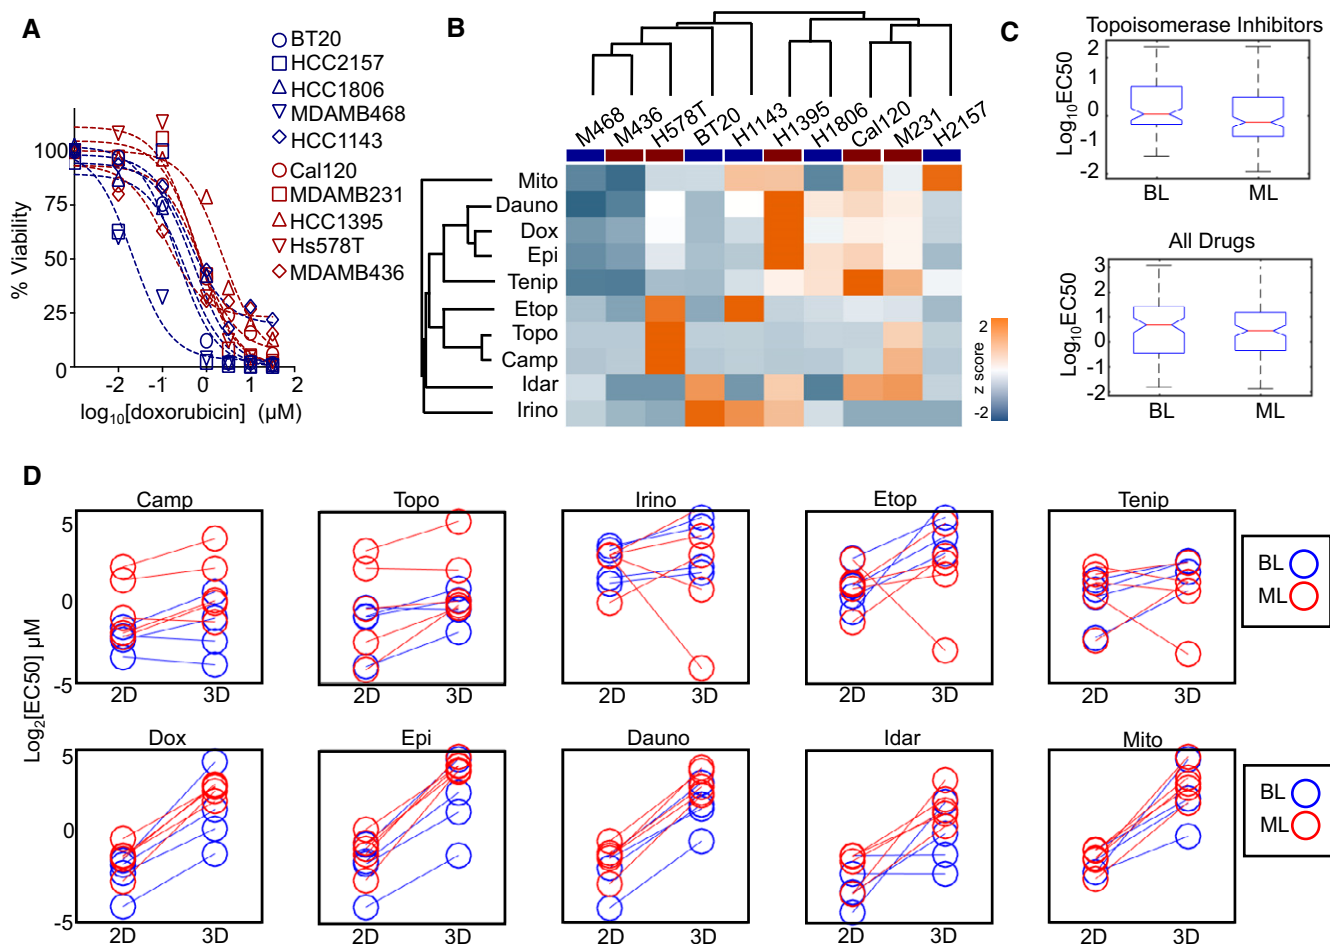 A
BT20
HCC2157
HCC1806
MDAMB468
HCC1143
Cal120
MDAMB231
HCC1395
Hs578T
MDAMB436
% Viability
100
75
50
25
0
-2 -1 0 1 2
log10[doxorubicin] (µM)
B
M468 M436 H578T BT20 H1143 H1395 H1806 Cal120 M231 H2157
Mito
Dauno
Dox
Epi
Tenip
Etop
Topo
Camp
Idar
Irino
z score
2
-2
C
Topoisomerase Inhibitors
Log10EC50
2
0
-1
-2
BL ML
All Drugs
Log10EC50
3
2
1
0
-1
-2
BL ML
D
Log2[EC50] µM
Camp Topo Irino Etop Tenip
5
0
-5
2D 3D 2D 3D 2D 3D 2D 3D 2D 3D
BL
ML
Dox Epi Dauno Idar Mito
5
0
-5
2D 3D 2D 3D 2D 3D 2D 3D 2D 3D
BL
ML